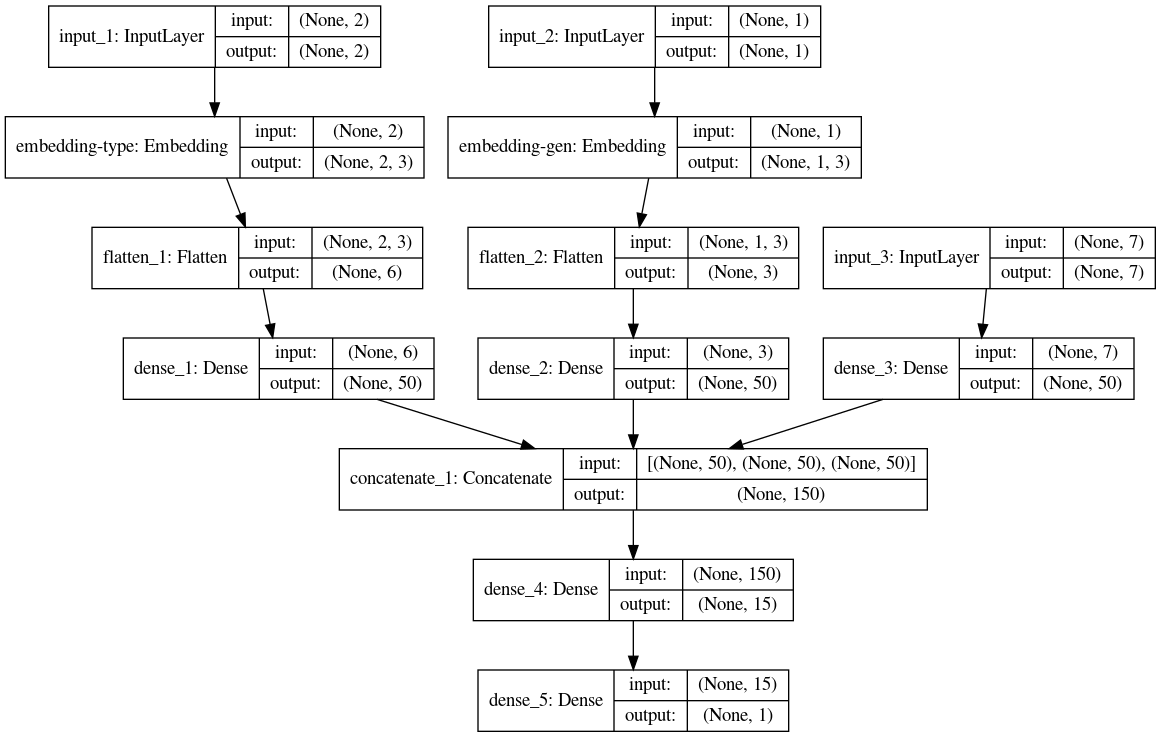 input_1: InputLayer
input: (None, 2)
output: (None, 2)
input_2: InputLayer
input: (None, 1)
output: (None, 1)
embedding-type: Embedding
input: (None, 2)
output: (None, 2, 3)
embedding-gen: Embedding
input: (None, 1)
output: (None, 1, 3)
flatten_1: Flatten
input: (None, 2, 3)
output: (None, 6)
flatten_2: Flatten
input: (None, 1, 3)
output: (None, 3)
input_3: InputLayer
input: (None, 7)
output: (None, 7)
dense_1: Dense
input: (None, 6)
output: (None, 50)
dense_2: Dense
input: (None, 3)
output: (None, 50)
dense_3: Dense
input: (None, 7)
output: (None, 50)
concatenate_1: Concatenate
input: [(None, 50), (None, 50), (None, 50)]
output: (None, 150)
dense_4: Dense
input: (None, 150)
output: (None, 15)
dense_5: Dense
input: (None, 15)
output: (None, 1)